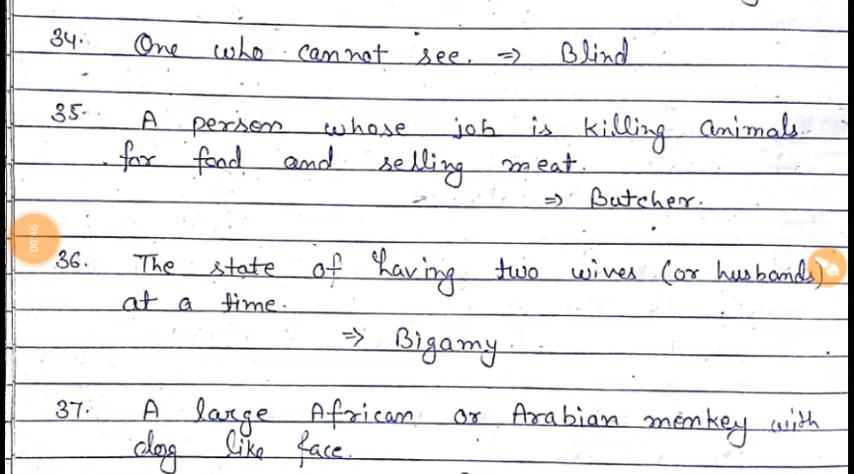 34. One who cannot see. ⇒ Blind
35. A person whose job is killing animals
for food and selling meat.
⇒ Butcher.
36. The state of having two wives (or husbands)
at a time.
⇒ Bigamy.
37. A large African or Arabian monkey with
dog like face.
00:46